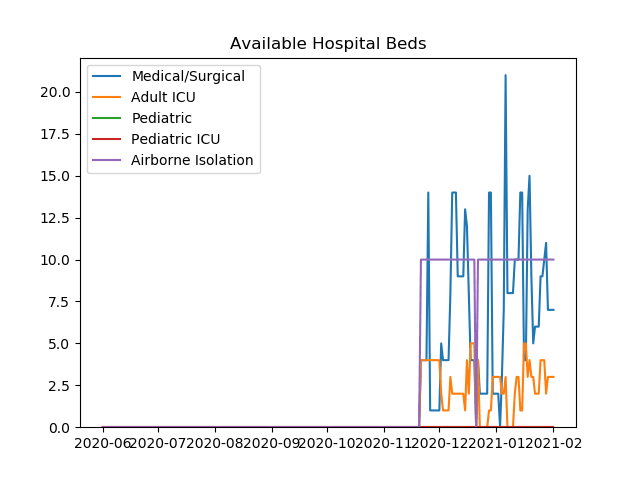 Available Hospital Beds
Medical/Surgical
Adult ICU
Pediatric
Pediatric ICU
Airborne Isolation
20.0
17.5
15.0
12.5
10.0
7.5
5.0
2.5
0.0
2020-06 2020-07 2020-08 2020-09 2020-10 2020-11 2020-12 2021-01 2021-02